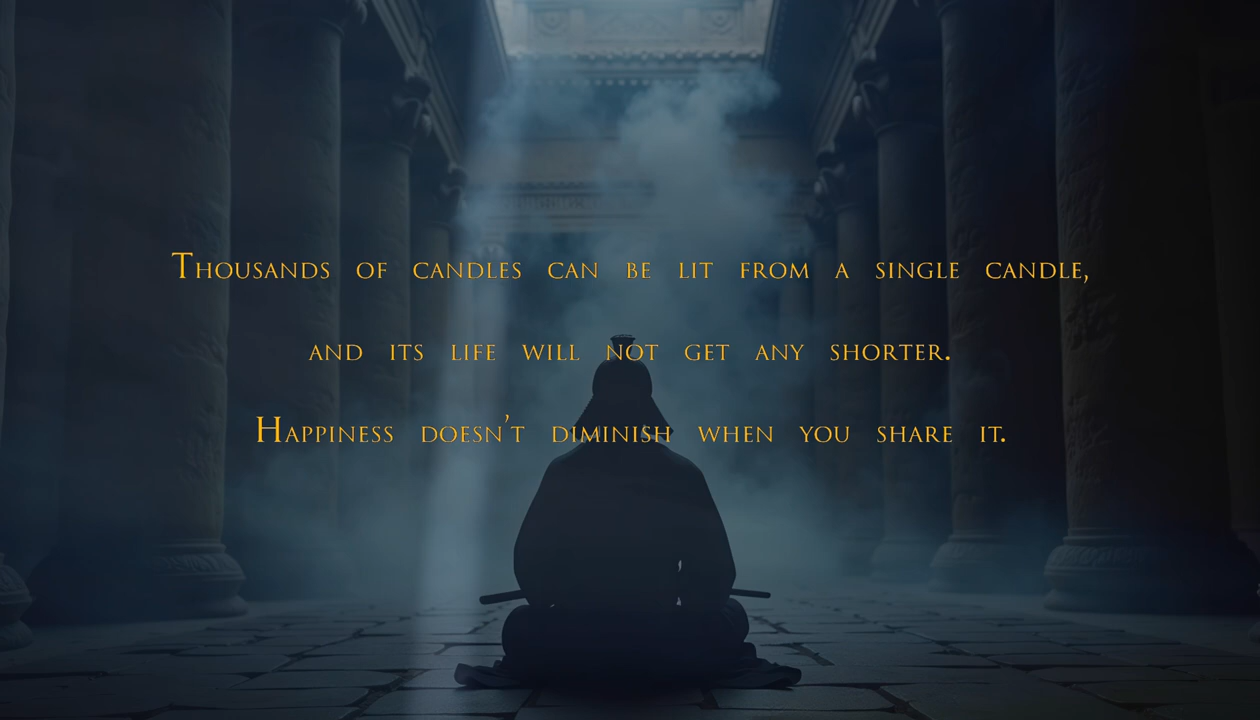 Thousands of candles can be lit from a single candle,
and its life will not get any shorter.
Happiness doesn't diminish when you share it.